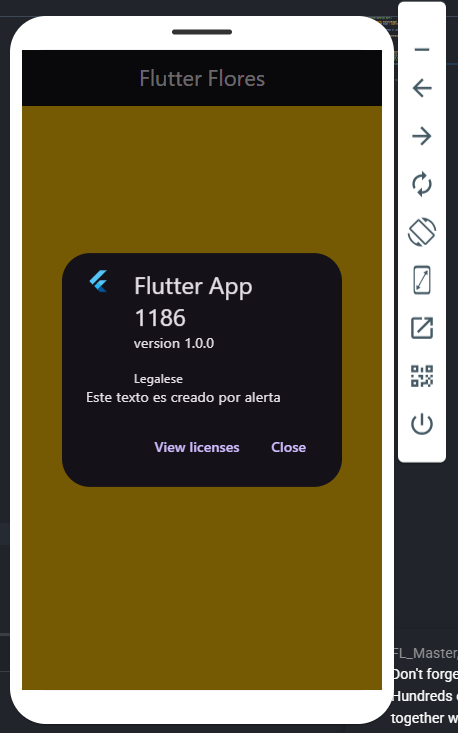 Flutter Flores
Flutter App
1186
version 1.0.0
Legalese
Este texto es creado por alerta
View licenses
Close
FL_Master,
Don't forge
Hundreds
together w